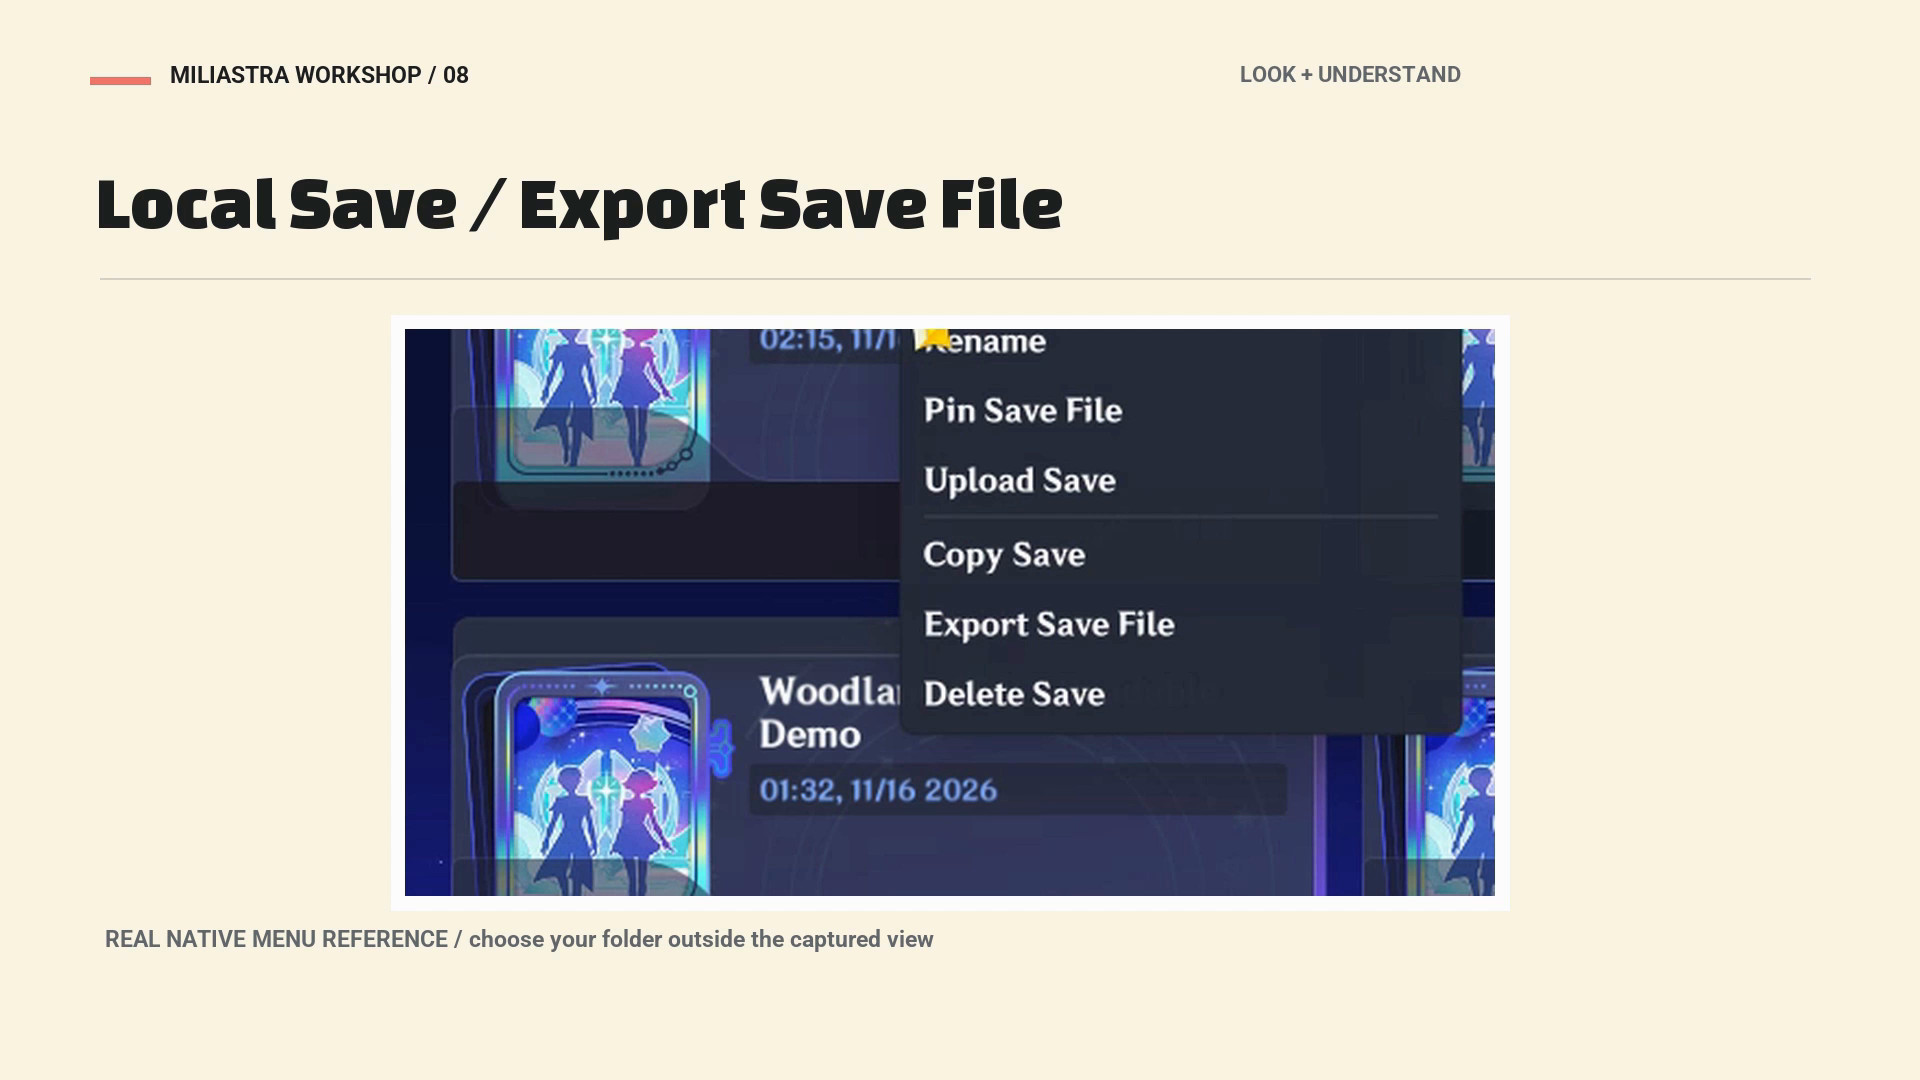 MILIASTRA WORKSHOP / 08
LOOK + UNDERSTAND
Local Save / Export Save File
02:15, 11/1
Rename
Pin Save File
Upload Save
Copy Save
Export Save File
Delete Save
Woodla
Demo
01:32, 11/16 2026
REAL NATIVE MENU REFERENCE / choose your folder outside the captured view